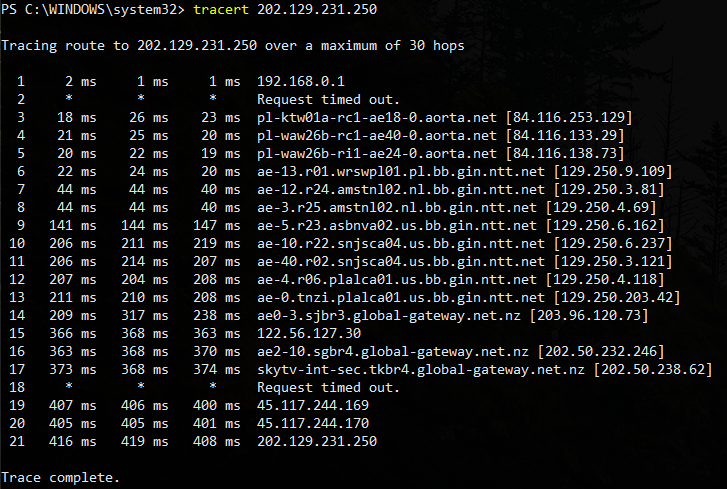 PS C:\WINDOWS\system32> tracert 202.129.231.250
Tracing route to 202.129.231.250 over a maximum of 30 hops
1 2 ms 1 ms 1 ms 192.168.0.1
2 * * * Request timed out.
3 18 ms 26 ms 23 ms pl-ktw01a-rc1-ae18-0.aorta.net [84.116.253.129]
4 21 ms 25 ms 20 ms pl-waw26b-rc1-ae40-0.aorta.net [84.116.133.29]
5 20 ms 22 ms 19 ms pl-waw26b-ri1-ae24-0.aorta.net [84.116.138.73]
6 22 ms 24 ms 20 ms ae-13.r01.wrswpl01.pl.bb.gin.ntt.net [129.250.9.109]
7 44 ms 44 ms 40 ms ae-12.r24.amstnl02.nl.bb.gin.ntt.net [129.250.3.81]
8 44 ms 44 ms 40 ms ae-3.r25.amstnl02.nl.bb.gin.ntt.net [129.250.4.69]
9 141 ms 144 ms 147 ms ae-5.r23.asbnva02.us.bb.gin.ntt.net [129.250.6.162]
10 206 ms 211 ms 219 ms ae-10.r22.snjsca04.us.bb.gin.ntt.net [129.250.6.237]
11 206 ms 214 ms 207 ms ae-40.r02.snjsca04.us.bb.gin.ntt.net [129.250.3.121]
12 207 ms 204 ms 208 ms ae-4.r06.plalca01.us.bb.gin.ntt.net [129.250.4.118]
13 211 ms 210 ms 208 ms ae-0.tnzi.plalca01.us.bb.gin.ntt.net [129.250.203.42]
14 209 ms 317 ms 238 ms ae0-3.sjbr3.global-gateway.net.nz [203.96.120.73]
15 366 ms 368 ms 363 ms 122.56.127.30
16 363 ms 368 ms 370 ms ae2-10.sgbr4.global-gateway.net.nz [202.50.232.246]
17 373 ms 368 ms 374 ms skytv-int-sec.tkbr4.global-gateway.net.nz [202.50.238.62]
18 * * * Request timed out.
19 407 ms 406 ms 400 ms 45.117.244.169
20 405 ms 405 ms 401 ms 45.117.244.170
21 416 ms 419 ms 408 ms 202.129.231.250
Trace complete.